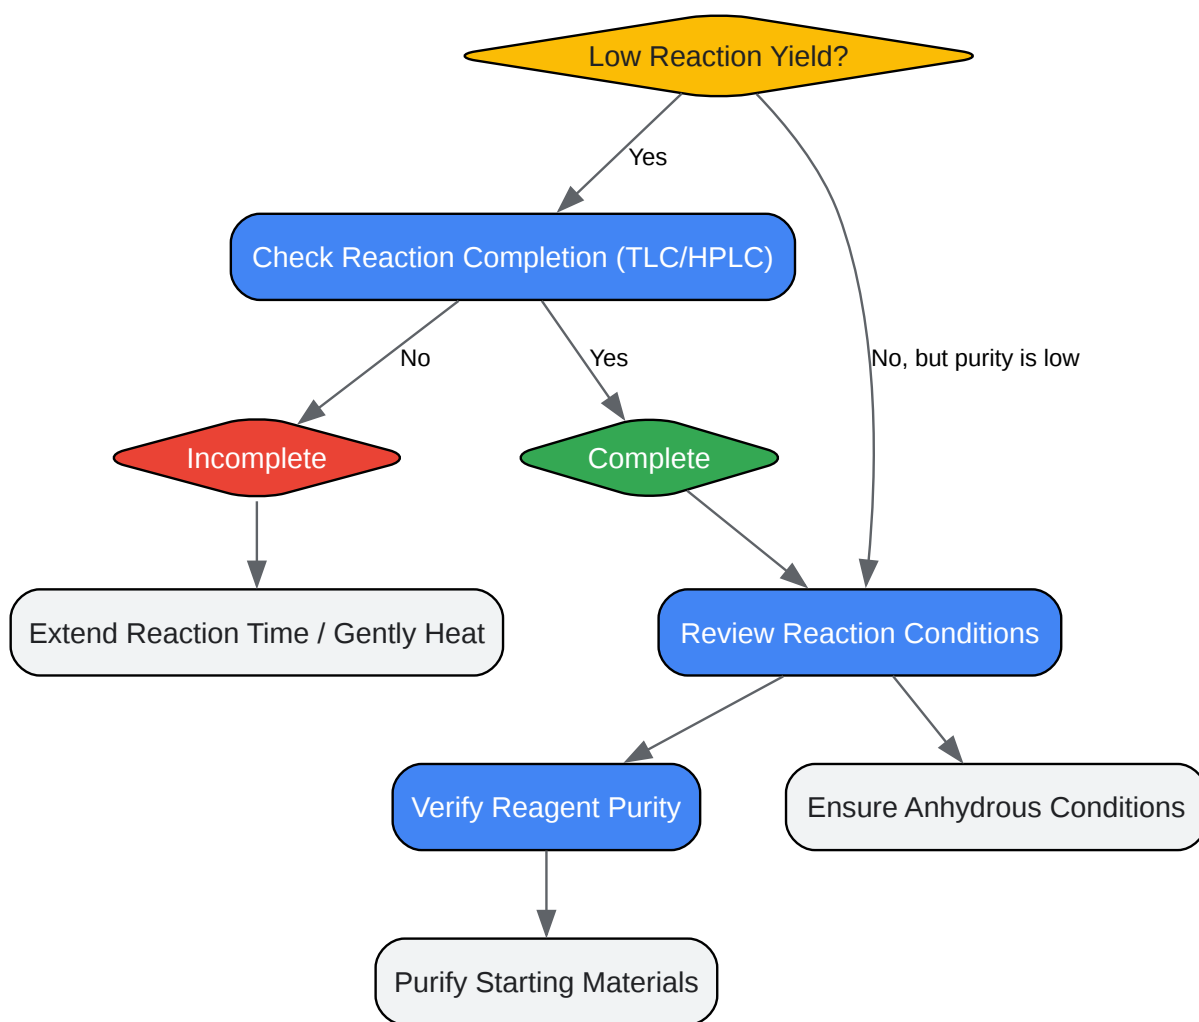 Low Reaction Yield?
Yes
Check Reaction Completion (TLC/HPLC)
No
Yes
No, but purity is low
Incomplete
Complete
Extend Reaction Time / Gently Heat
Review Reaction Conditions
Verify Reagent Purity
Ensure Anhydrous Conditions
Purify Starting Materials